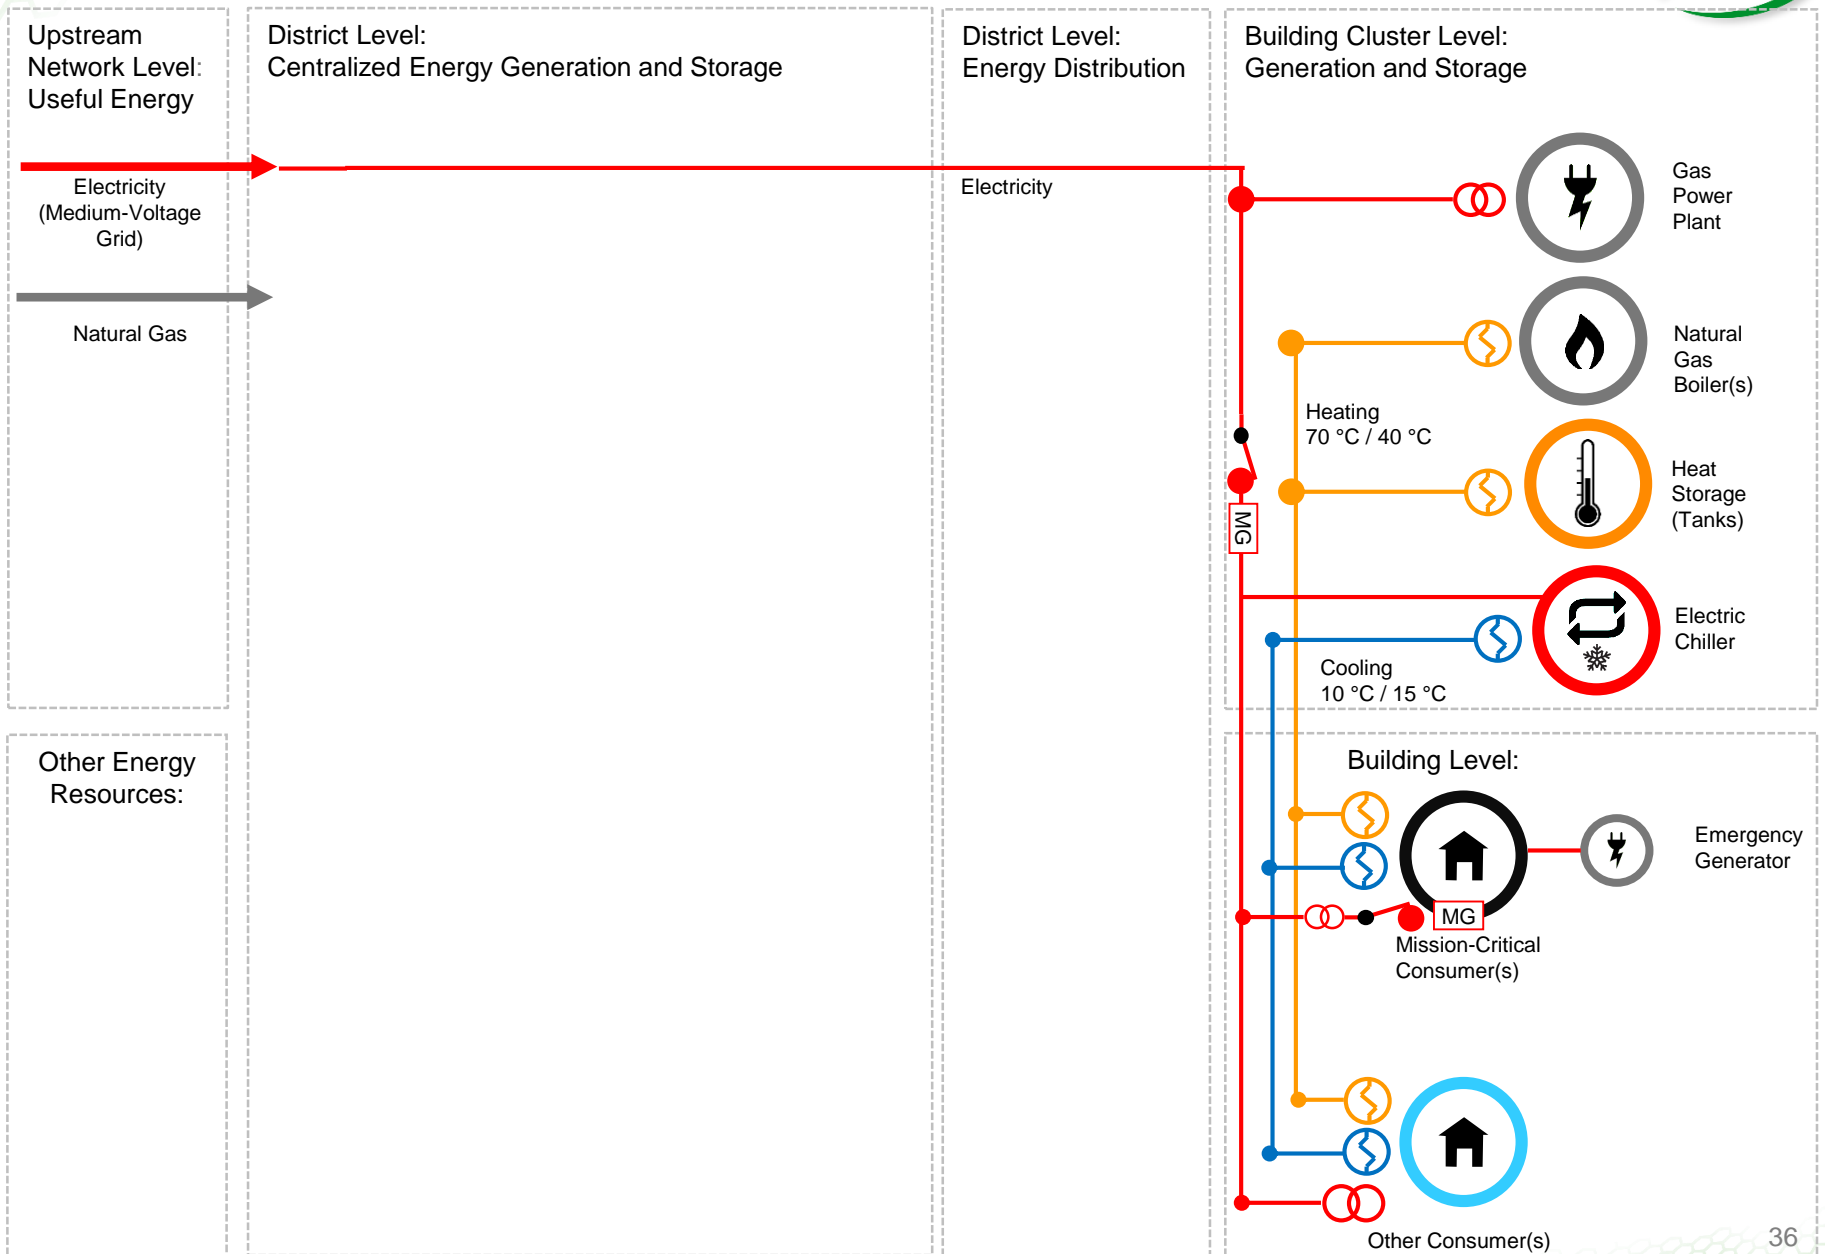 Upstream
Network Level:
Useful Energy
District Level:
Centralized Energy Generation and Storage
District Level:
Energy Distribution
Building Cluster Level:
Generation and Storage
Electricity
(Medium-Voltage
Grid)
Natural Gas
Electricity
Gas
Power
Plant
Natural
Gas
Boiler(s)
Heating
70 °C / 40 °C
Heat
Storage
(Tanks)
MG
Electric
Chiller
Cooling
10 °C / 15 °C
Other Energy
Resources:
Building Level:
Emergency
Generator
MG
Mission-Critical
Consumer(s)
Other Consumer(s)
36